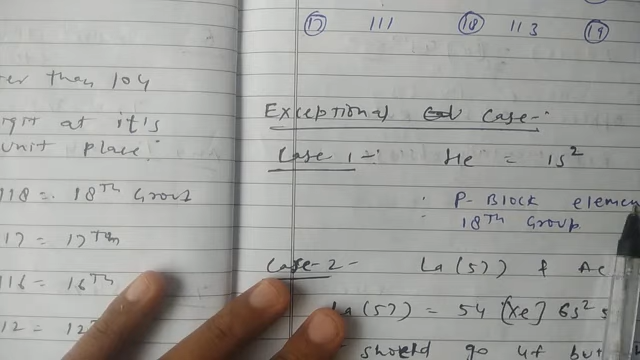 than 104
at it's
unit place.
118 = 18Th Group
17 = 17Th
116 = 16Th
12 = 12
17 111 18 113 19
Exceptional Case-:
Case 1-: He = 1s²
: P-Block elemen
18Th Group
Case-2- La (57) & Ac
La (57) = 54 [Xe] 6s² 5
should go 4f but